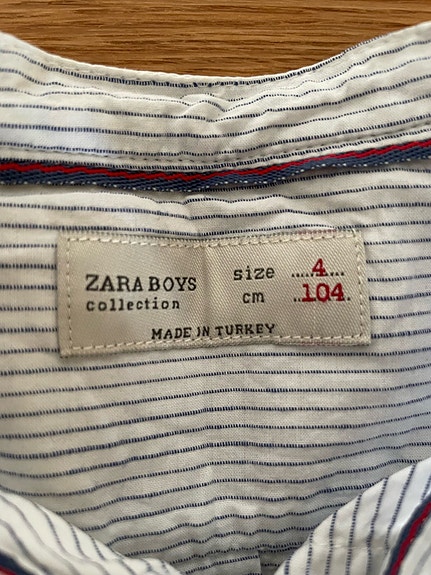 ZARA BOYS
collection
size 4
cm 104
MADE IN TURKEY